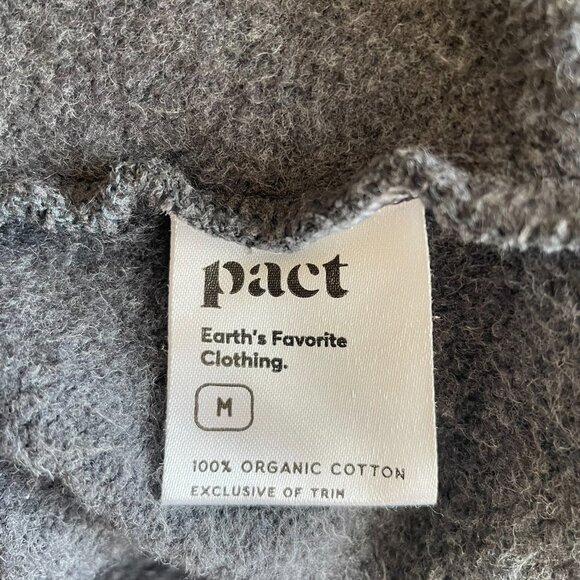 pact
Earth's Favorite
Clothing.
M
100% ORGANIC COTTON
EXCLUSIVE OF TRIM